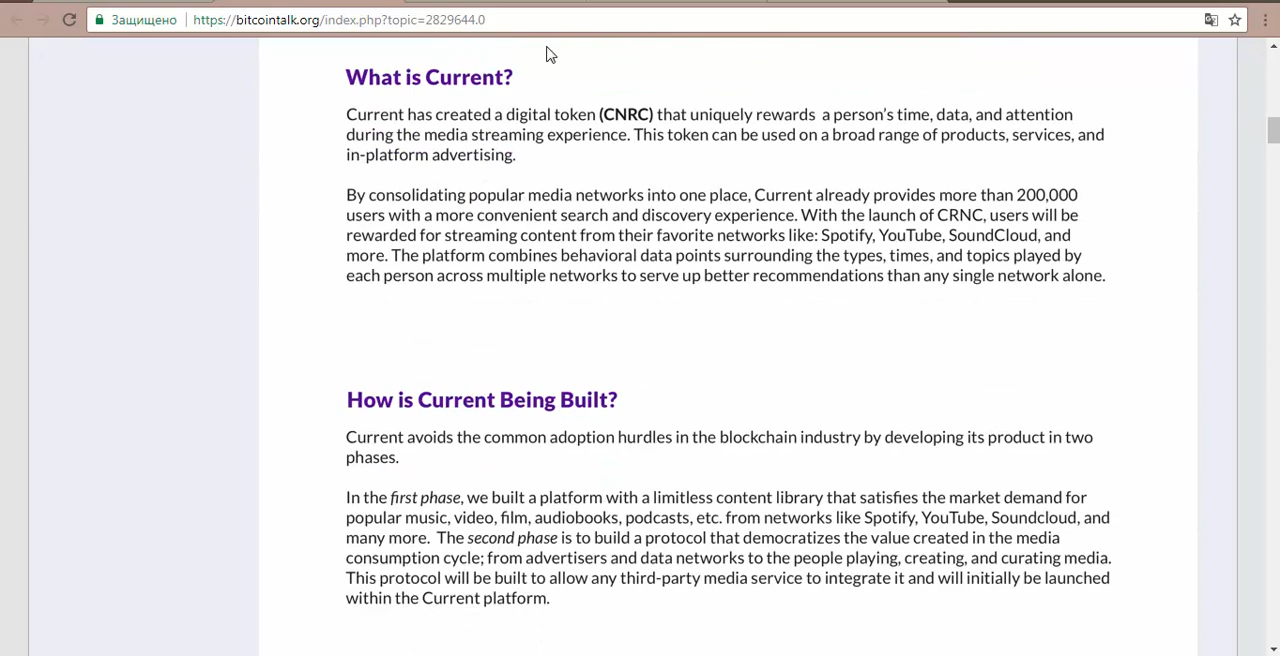 Защищено
https://bitcointalk.org/index.php?topic=2829644.0
What is Current?
Current has created a digital token (CNRC) that uniquely rewards a person's time, data, and attention
during the media streaming experience. This token can be used on a broad range of products, services, and
in-platform advertising.
By consolidating popular media networks into one place, Current already provides more than 200,000
users with a more convenient search and discovery experience. With the launch of CRNC, users will be
rewarded for streaming content from their favorite networks like: Spotify, YouTube, SoundCloud, and
more. The platform combines behavioral data points surrounding the types, times, and topics played by
each person across multiple networks to serve up better recommendations than any single network alone.
How is Current Being Built?
Current avoids the common adoption hurdles in the blockchain industry by developing its product in two
phases.
In the first phase, we built a platform with a limitless content library that satisfies the market demand for
popular music, video, film, audiobooks, podcasts, etc. from networks like Spotify, YouTube, Soundcloud, and
many more. The second phase is to build a protocol that democratizes the value created in the media
consumption cycle; from advertisers and data networks to the people playing, creating, and curating media.
This protocol will be built to allow any third-party media service to integrate it and will initially be launched
within the Current platform.